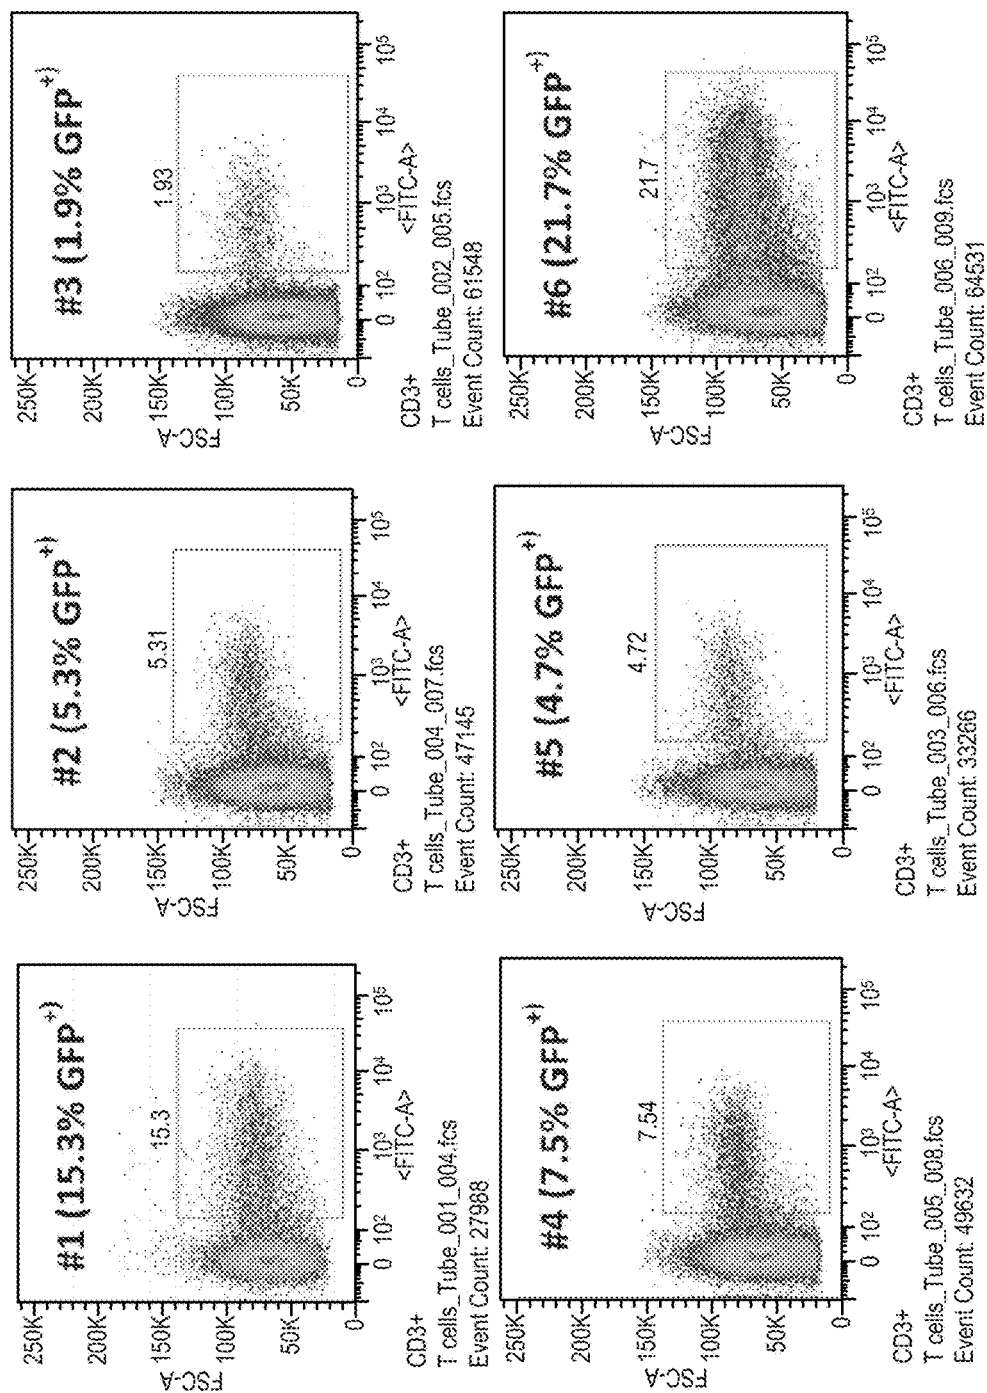 #1 (15.3% GFP+)
250K
200K
150K
100K
50K
0
FSC-A
15.3
0 10² 10³ 10⁴ 10⁵
<FITC-A>
CD3+
T cells_Tube_001_004.fcs
Event Count: 27988
#2 (5.3% GFP+)
250K
200K
150K
100K
50K
0
FSC-A
5.31
0 10² 10³ 10⁴ 10⁵
<FITC-A>
CD3+
T cells_Tube_004_007.fcs
Event Count: 47145
#3 (1.9% GFP+)
250K
200K
150K
100K
50K
0
FSC-A
1.93
0 10² 10³ 10⁴ 10⁵
<FITC-A>
CD3+
T cells_Tube_002_005.fcs
Event Count: 61548
#4 (7.5% GFP+)
250K
200K
150K
100K
50K
0
FSC-A
7.54
0 10² 10³ 10⁴ 10⁵
<FITC-A>
CD3+
T cells_Tube_005_008.fcs
Event Count: 49632
#5 (4.7% GFP+)
250K
200K
150K
100K
50K
0
FSC-A
4.72
0 10² 10³ 10⁴ 10⁵
<FITC-A>
CD3+
T cells_Tube_003_006.fcs
Event Count: 33266
#6 (21.7% GFP+)
250K
200K
150K
100K
50K
0
FSC-A
21.7
0 10² 10³ 10⁴ 10⁵
<FITC-A>
CD3+
T cells_Tube_006_009.fcs
Event Count: 64531